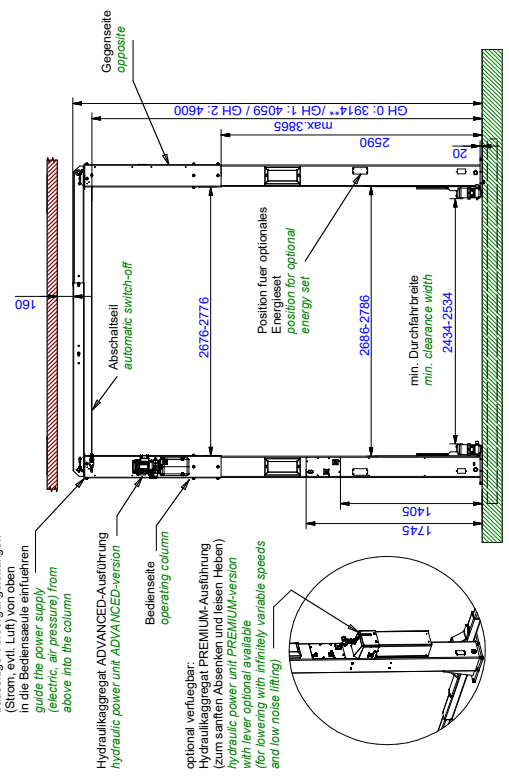 (Strom, evtl. Luft) von oben
in die Bediensaeule einfuehren
guide the power supply
(electric, air pressure) from
above into the column
Hydraulikaggregat ADVANCED-Ausführung
hydraulic power unit ADVANCED-version
Bedienseite
operating column
optional verfuegbar:
Hydraulikaggregat PREMIUM-Ausführung
(zum sanften Absenken und leisen Heben)
hydraulic power unit PREMIUM-version
with lever optional available
(for lowering with infinitely variable speeds
and low noise lifting)
160
Abschaltseil
automatic switch-off
2676-2776
Position fuer optionales
Energieset
position for optional
energy set
2686-2786
min. Durchfahrbreite
min. clearance width
2434-2534
1405
1745
Gegenseite
opposite
GH 0: 3914** /GH 1: 4059 / GH 2: 4600
max.3865
2590
20